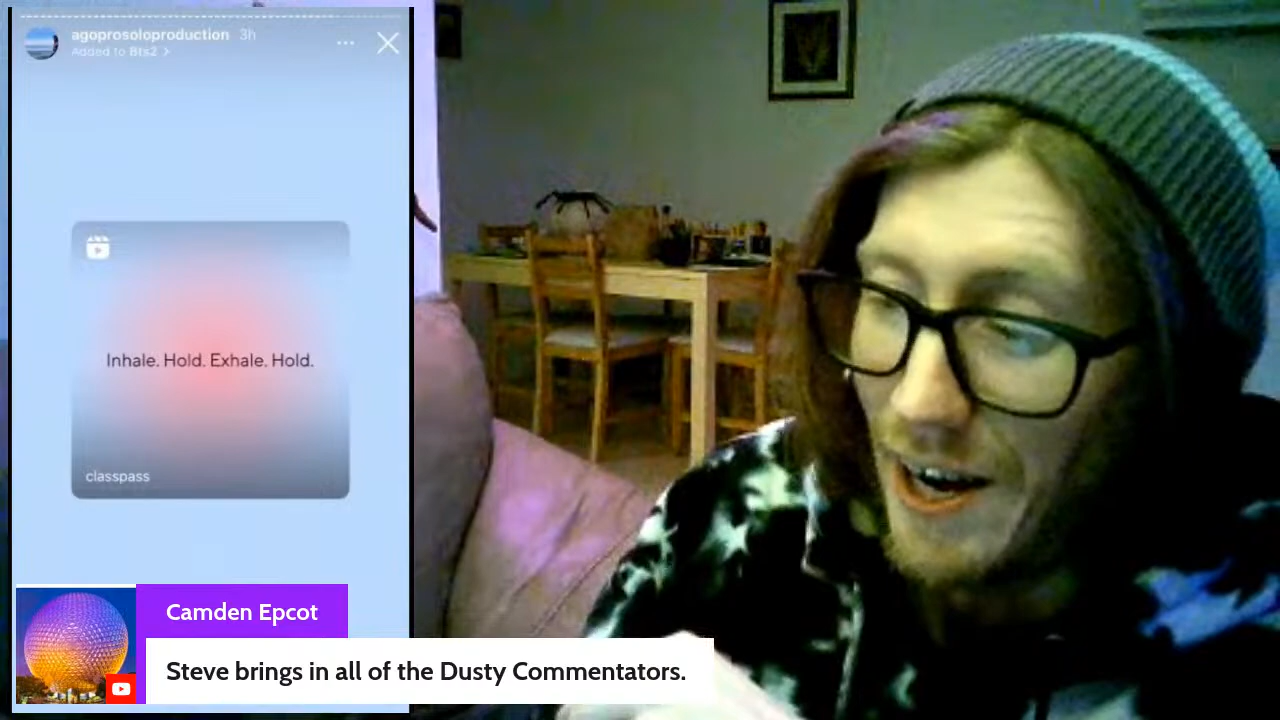 agoprosoloproduction 3h
Added to Bts2 >
Inhale. Hold. Exhale. Hold.
classpass
Camden Epcot
Steve brings in all of the Dusty Commentators.